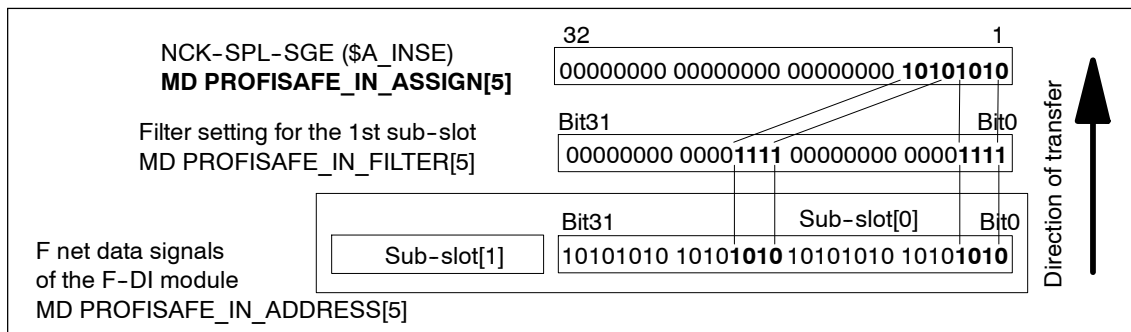 32 1
NCK-SPL-SGE ($A_INSE)
00000000 00000000 00000000 10101010
MD PROFISAFE_IN_ASSIGN[5]
Bit31 Bit0
Filter setting for the 1st sub-slot
00000000 00001111 00000000 00001111
MD PROFISAFE_IN_FILTER[5]
Bit31 Sub-slot[0] Bit0
F net data signals
Sub-slot[1] 10101010 10101010 10101010 10101010
of the F-DI module
MD PROFISAFE_IN_ADDRESS[5]
Direction of transfer